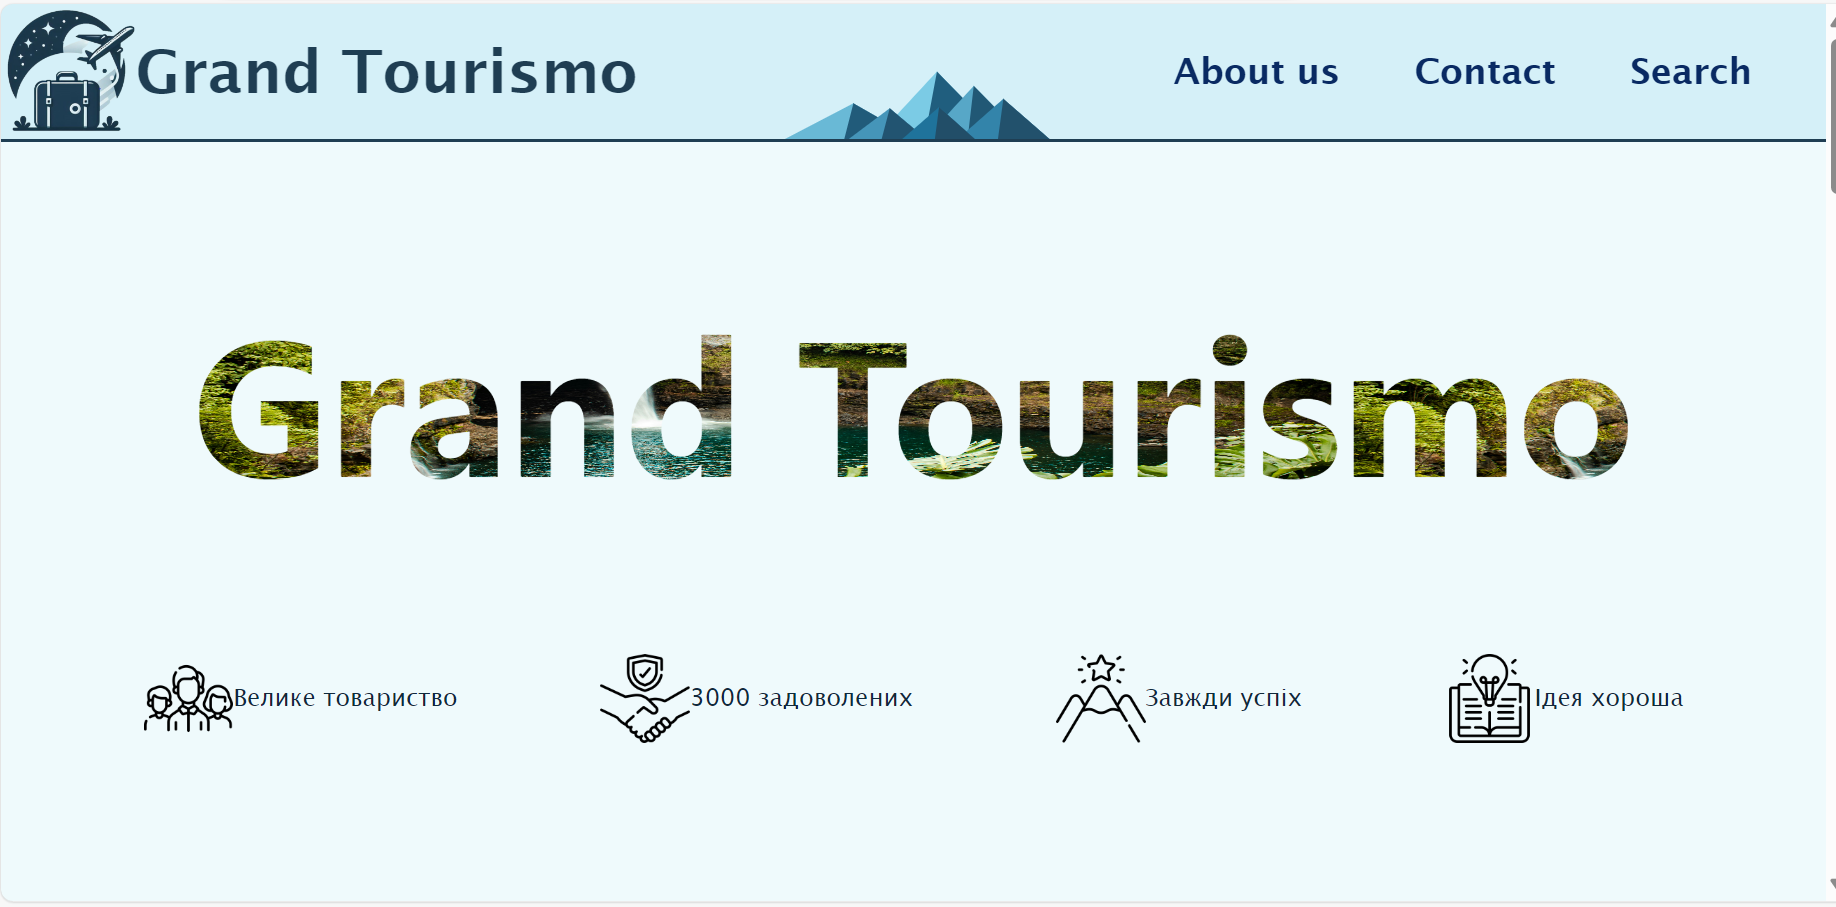 Grand Tourismo
About us
Contact
Search
Grand Tourismo
Велике товариство
3000 задоволених
Завжди успіх
Ідея хороша